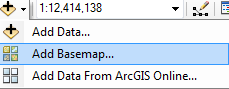 1:12,414,138
Add Data...
Add Basemap...
Add Data From ArcGIS Online...